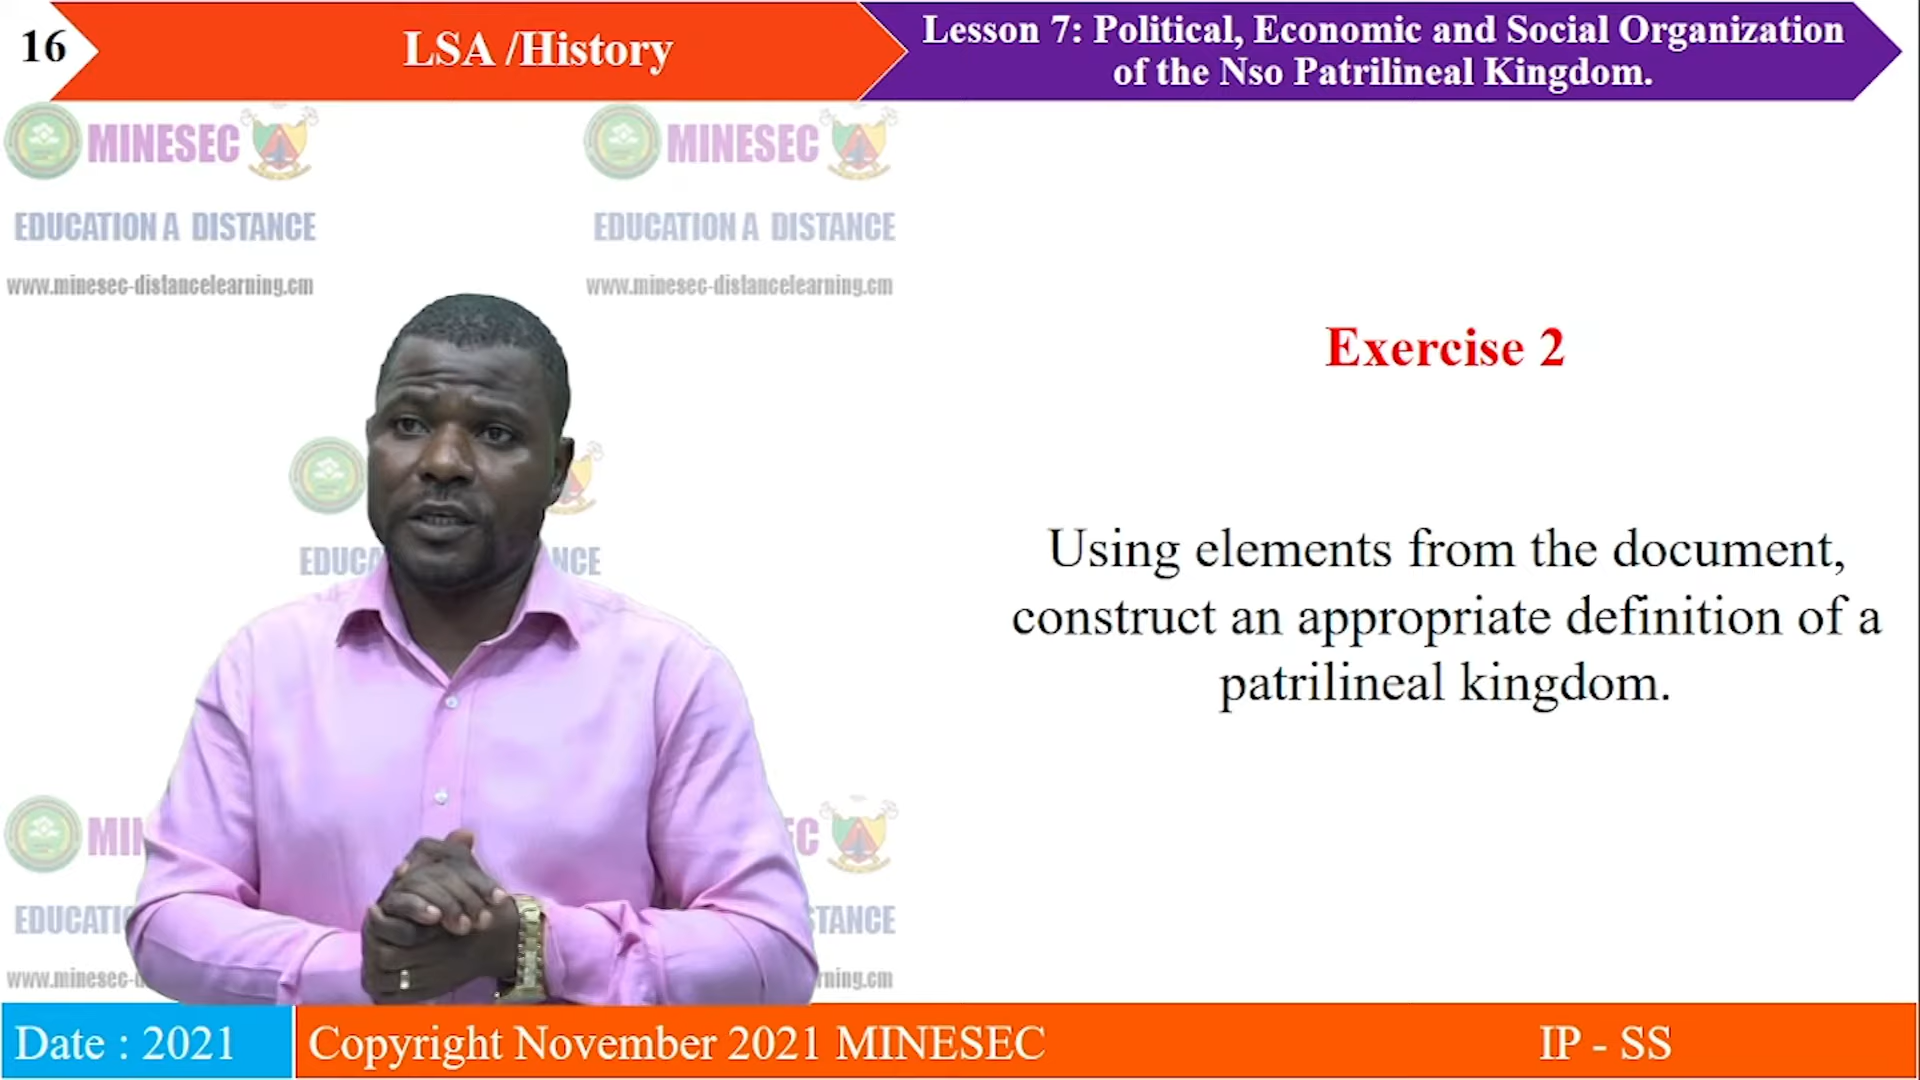 16
LSA /History
Lesson 7: Political, Economic and Social Organization
of the Nso Patrilineal Kingdom.
MINESEC
EDUCATION A DISTANCE
www.minesec-distancelearning.cm
MINESEC
EDUCATION A DISTANCE
www.minesec-distancelearning.cm
Exercise 2
Using elements from the document,
construct an appropriate definition of a
patrilineal kingdom.
Date : 2021
Copyright November 2021 MINESEC
IP - SS